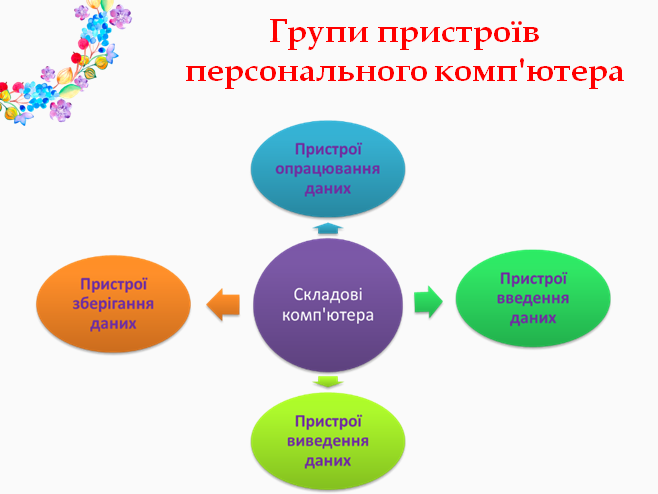 Групи пристроїв
персонального комп'ютера
Пристрої
опрацювання
даних
Пристрої
зберігання
даних
Складові
комп'ютера
Пристрої
введення
даних
Пристрої
виведення
даних